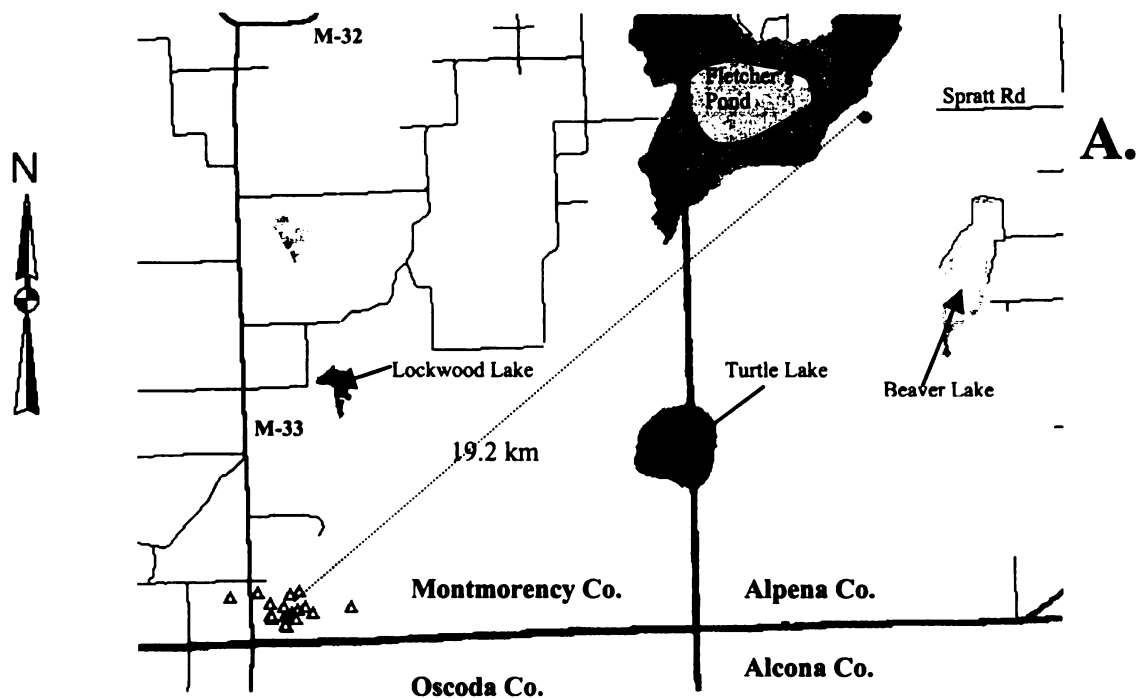 M-32
Fletcher's
Pond
Spratt Rd
A.
N
Lockwood Lake
Turtle Lake
Beaver Lake
M-33
19.2 km
Montmorency Co.
Alpena Co.
Oscoda Co.
Alcona Co.